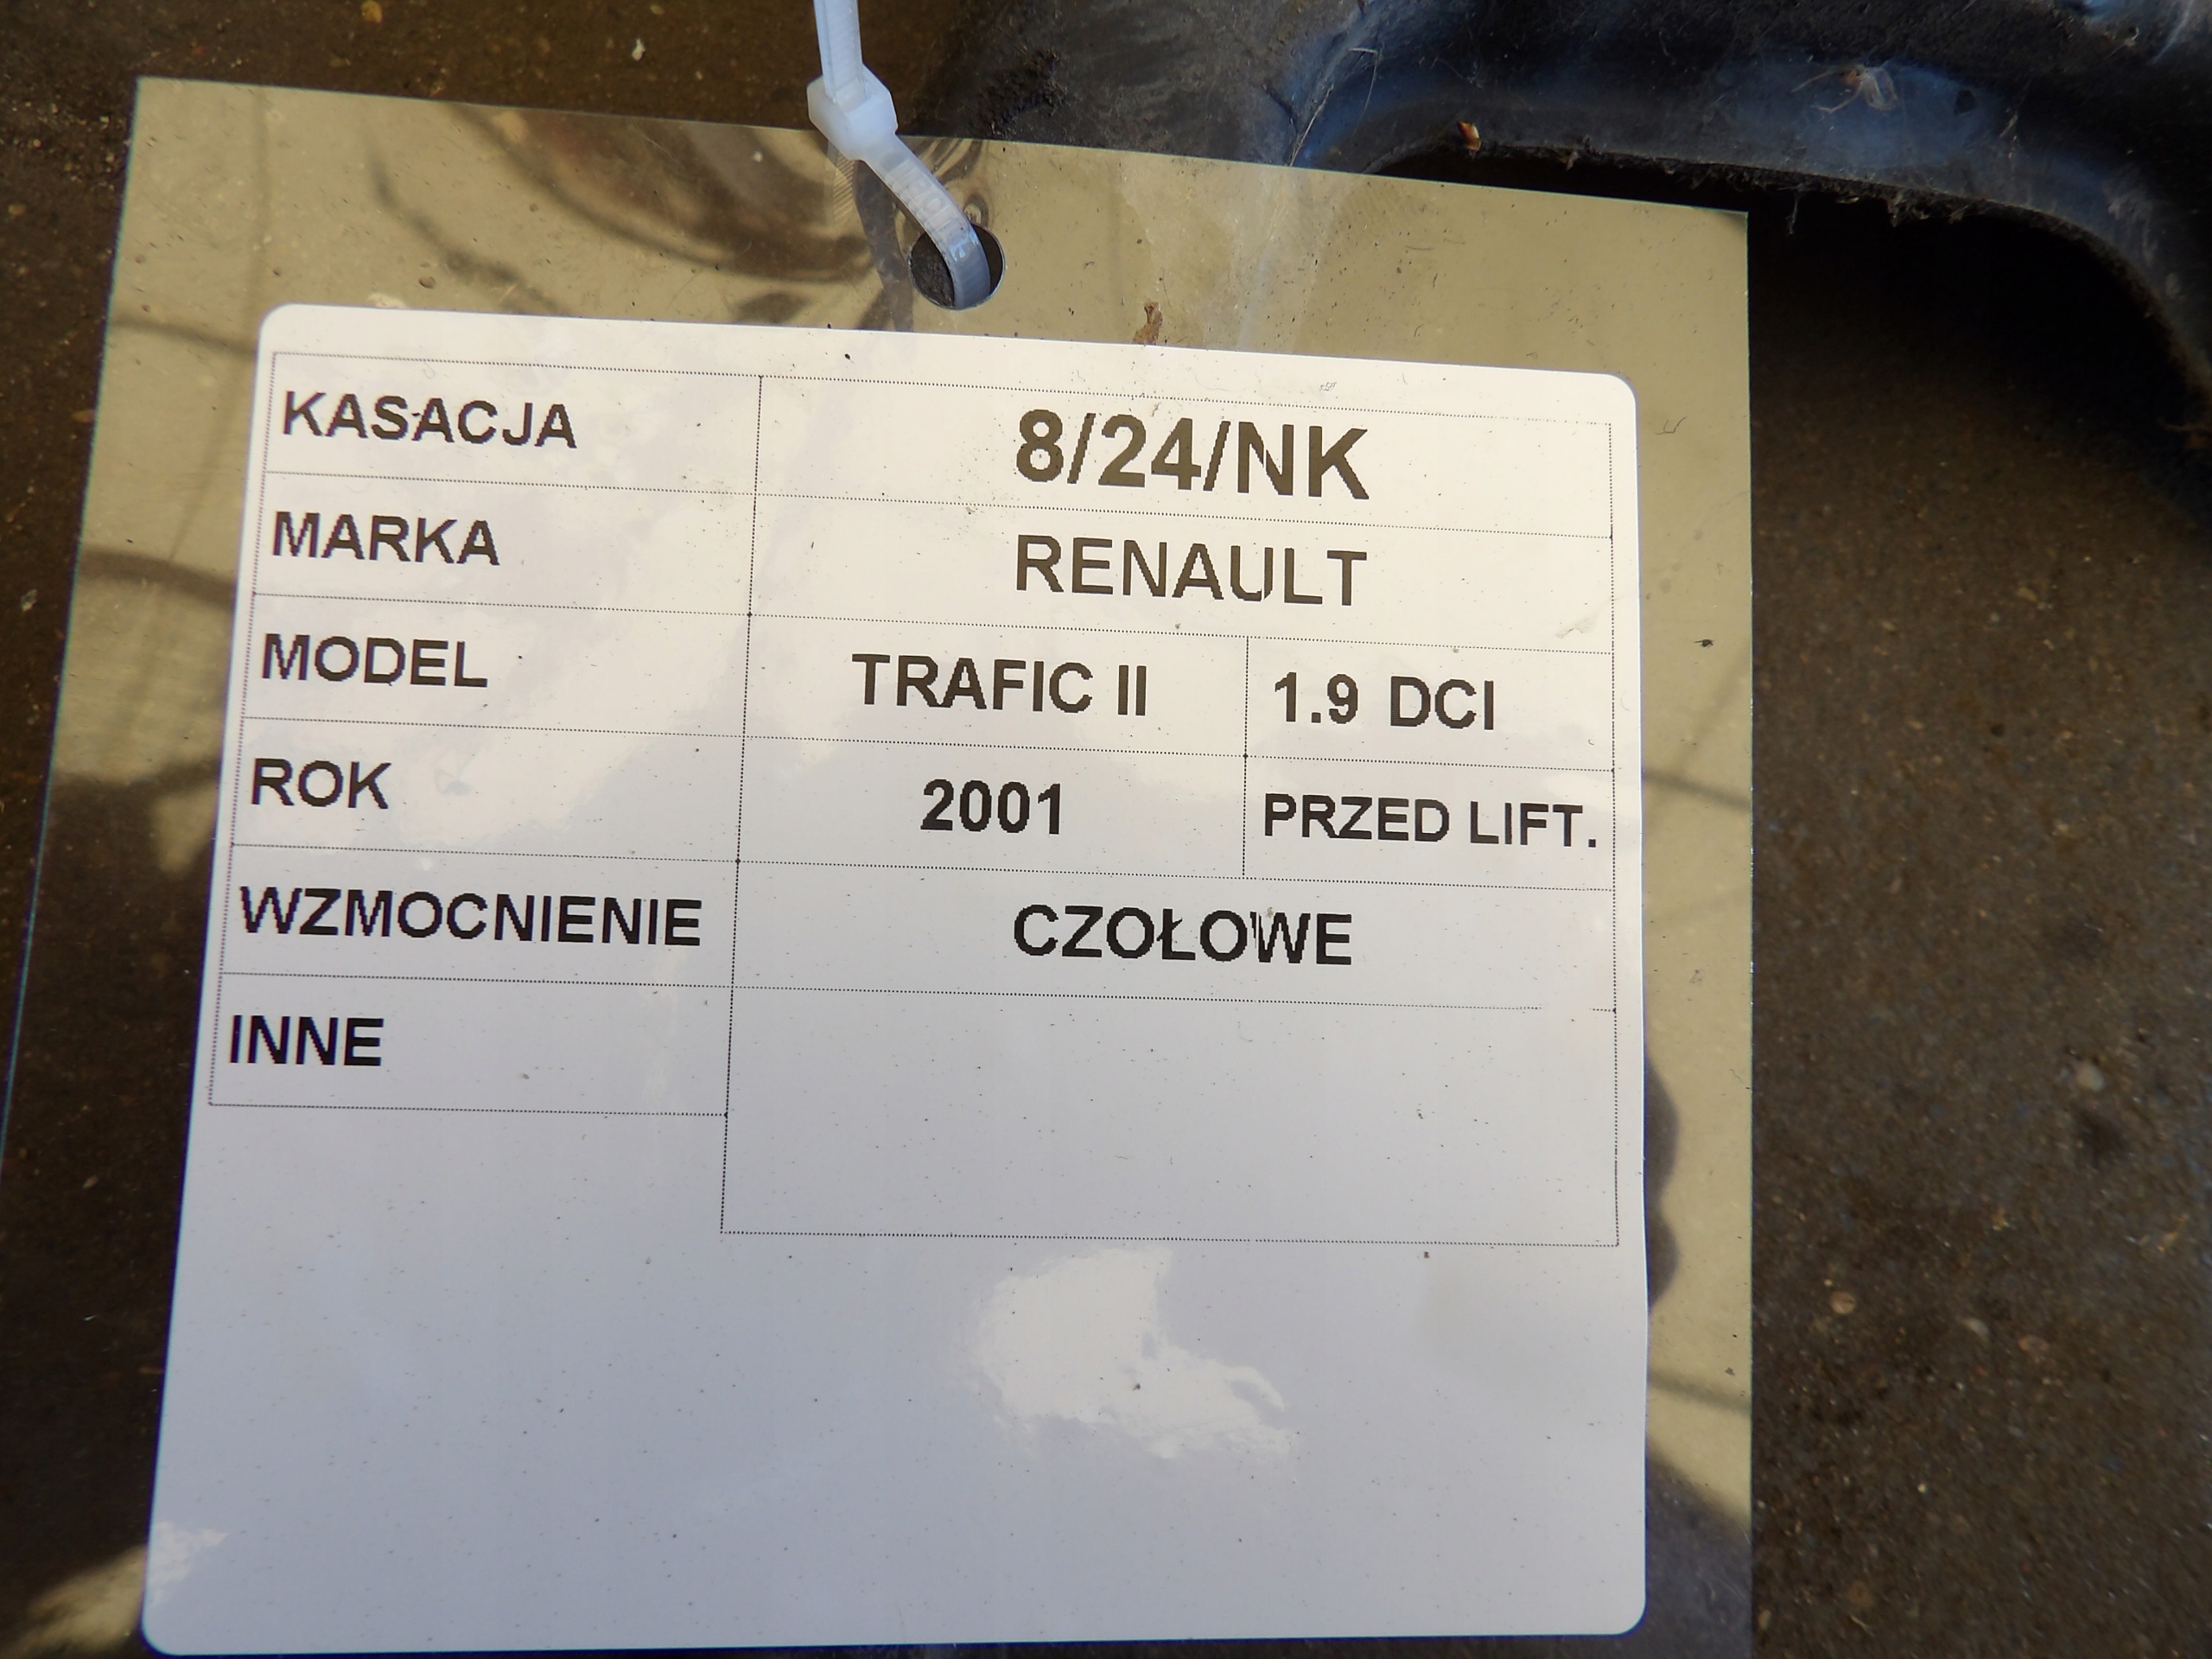 KASACJA 8/24/NK
MARKA RENAULT
MODEL TRAFIC II 1.9 DCI
ROK 2001 PRZED LIFT.
WZMOCNIENIE CZOŁOWE
INNE